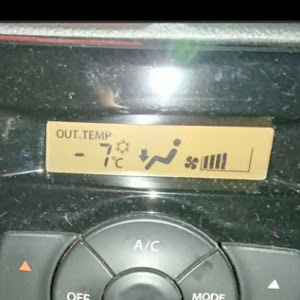 OUT.TEMP
- 7°C
A/C
OFF
MODE